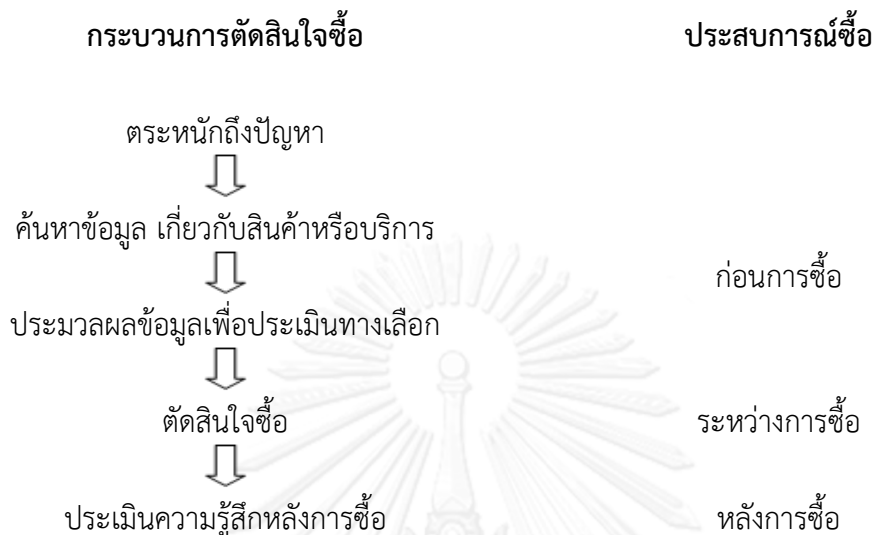 กระบวนการตัดสินใจซื้อ ประสบการณ์ซื้อ
ตระหนักถึงปัญหา
ค้นหาข้อมูล เกี่ยวกับสินค้าหรือบริการ
ก่อนการซื้อ
ประมวลผลข้อมูลเพื่อประเมินทางเลือก
ตัดสินใจซื้อ ระหว่างการซื้อ
ประเมินความรู้สึกหลังการซื้อ หลังการซื้อ